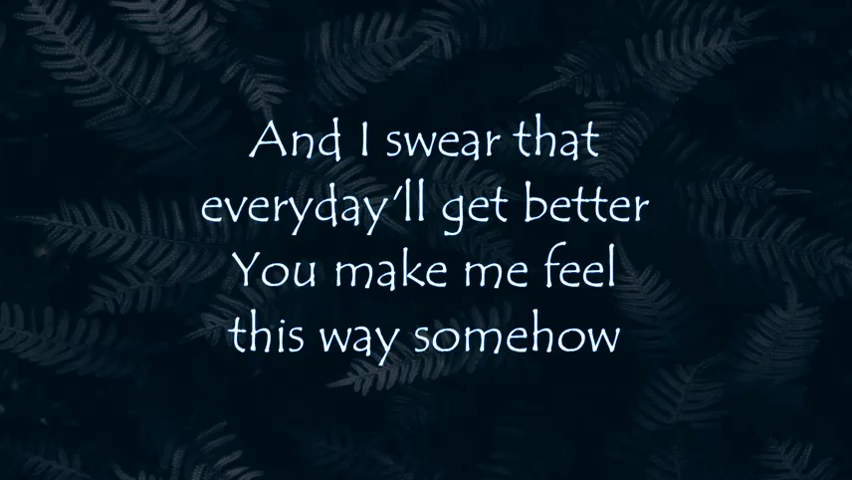 And I swear that
everyday'll get better
You make me feel
this way somehow